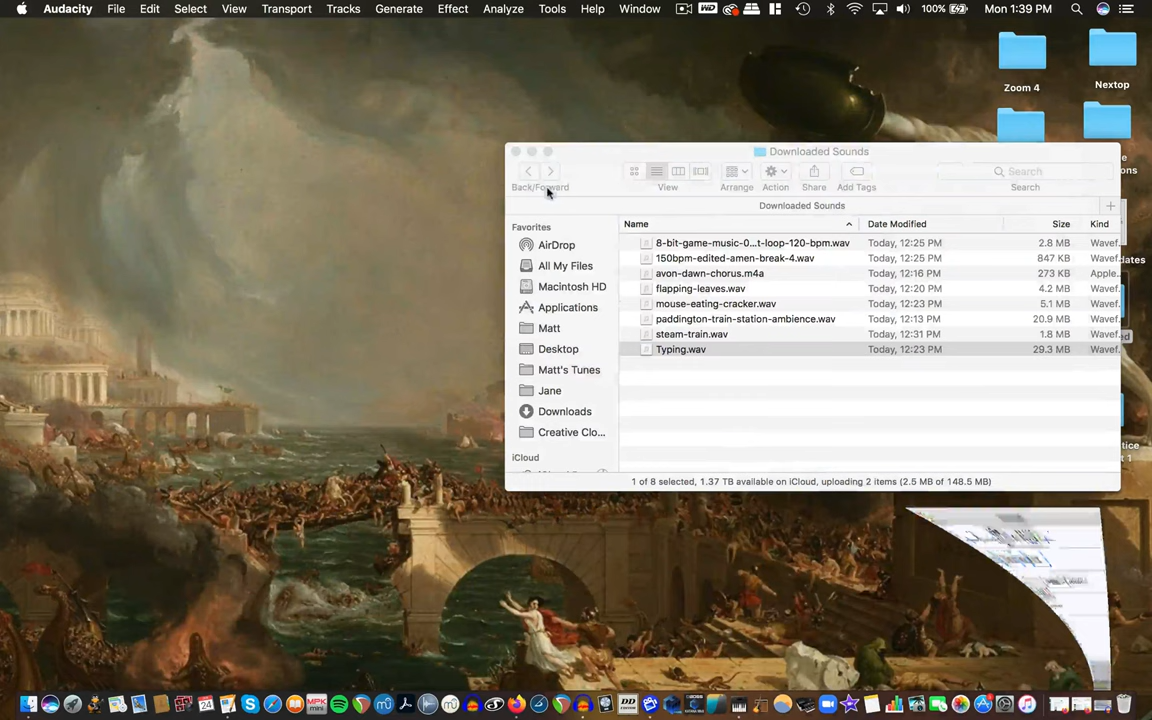 Audacity File Edit Select View Transport Tracks Generate Effect Analyze Tools Help Window 100% Mon 1:39 PM
Zoom 4
Nextop
Downloaded Sounds
Back/Forward View Arrange Action Share Add Tags Search
Search
Downloaded Sounds
Favorites
AirDrop
All My Files
Macintosh HD
Applications
Matt
Desktop
Matt's Tunes
Jane
Downloads
Creative Clo...
iCloud
Name Date Modified Size Kind
8-bit-game-music-0...t-loop-120-bpm.wav Today, 12:25 PM 2.8 MB Wavef.
150bpm-edited-amen-break-4.wav Today, 12:25 PM 847 KB Wavef.
avon-dawn-chorus.m4a Today, 12:16 PM 273 KB Apple.
flapping-leaves.wav Today, 12:20 PM 4.2 MB Wavef.
mouse-eating-cracker.wav Today, 12:23 PM 5.1 MB Wavef.
paddington-train-station-ambience.wav Today, 12:13 PM 20.9 MB Wavef.
steam-train.wav Today, 12:31 PM 1.8 MB Wavef.
Typing.wav Today, 12:23 PM 29.3 MB Wavef.
1 of 8 selected, 1.37 TB available on iCloud, uploading 2 items (2.5 MB of 148.5 MB)